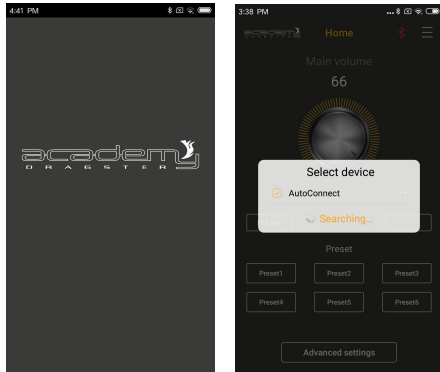 4:41 PM
academy
DRAGSTER
3:38 PM
academy
Home
Main volume
66
Select device
AutoConnect
Searching...
Preset
Preset1
Preset2
Preset3
Preset4
Preset5
Preset6
Advanced settings